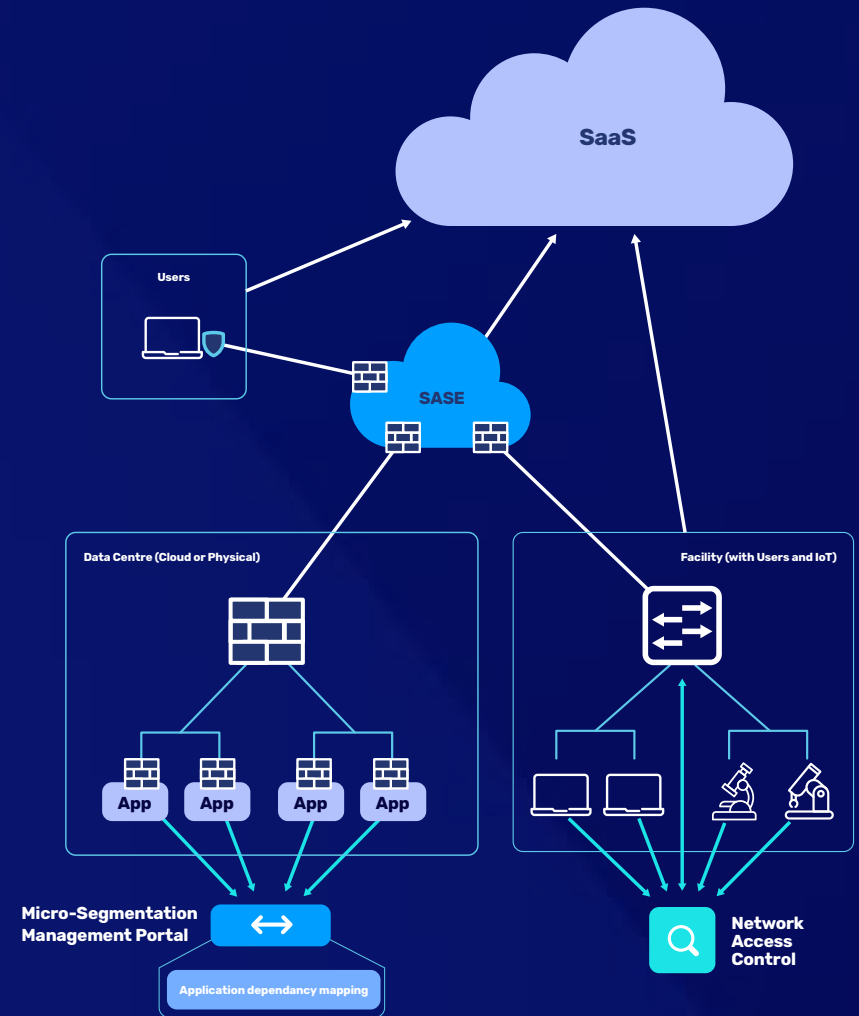 SaaS
Users
SASE
Data Centre (Cloud or Physical)
Facility (with Users and IoT)
App
App
App
App
Micro-Segmentation
Management Portal
Network
Access
Control
Application dependancy mapping